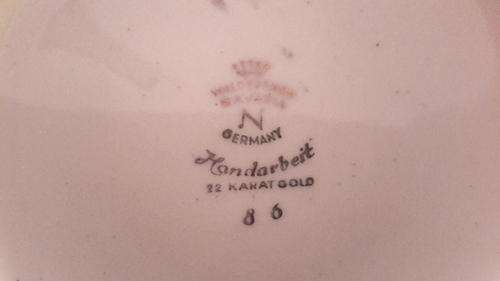 N
GERMANY
Handarbeit
22 KARAT GOLD
8 6